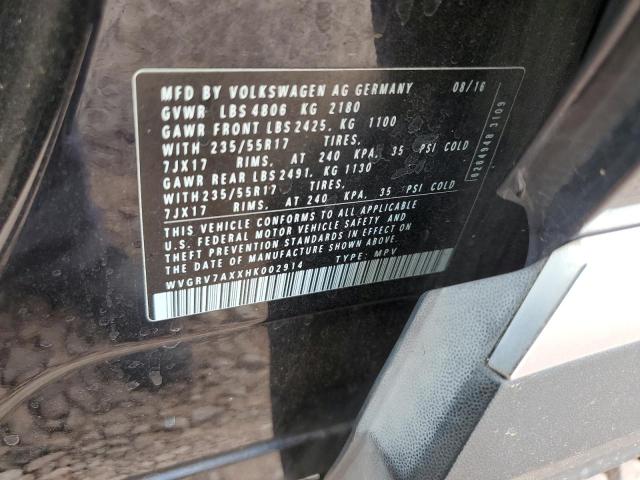 MFD BY VOLKSWAGEN AG GERMANY 08/16
GVWR LBS 4806 KG 2180
GAWR FRONT LBS 2425, KG 1100
WITH 235/55R17 TIRES,
7JX17 RIMS, AT 240 KPA, 35 PSI COLD
GAWR REAR LBS 2491, KG 1130
WITH 235/55R17 TIRES,
7JX17 RIMS, AT 240 KPA, 35 PSI COLD
THIS VEHICLE CONFORMS TO ALL APPLICABLE
U.S. FEDERAL MOTOR VEHICLE SAFETY AND
THEFT PREVENTION STANDARDS IN EFFECT ON
THE DATE OF MANUFACTURE SHOWN ABOVE.
WVGRV7AXXHK002914 TYPE: MPV